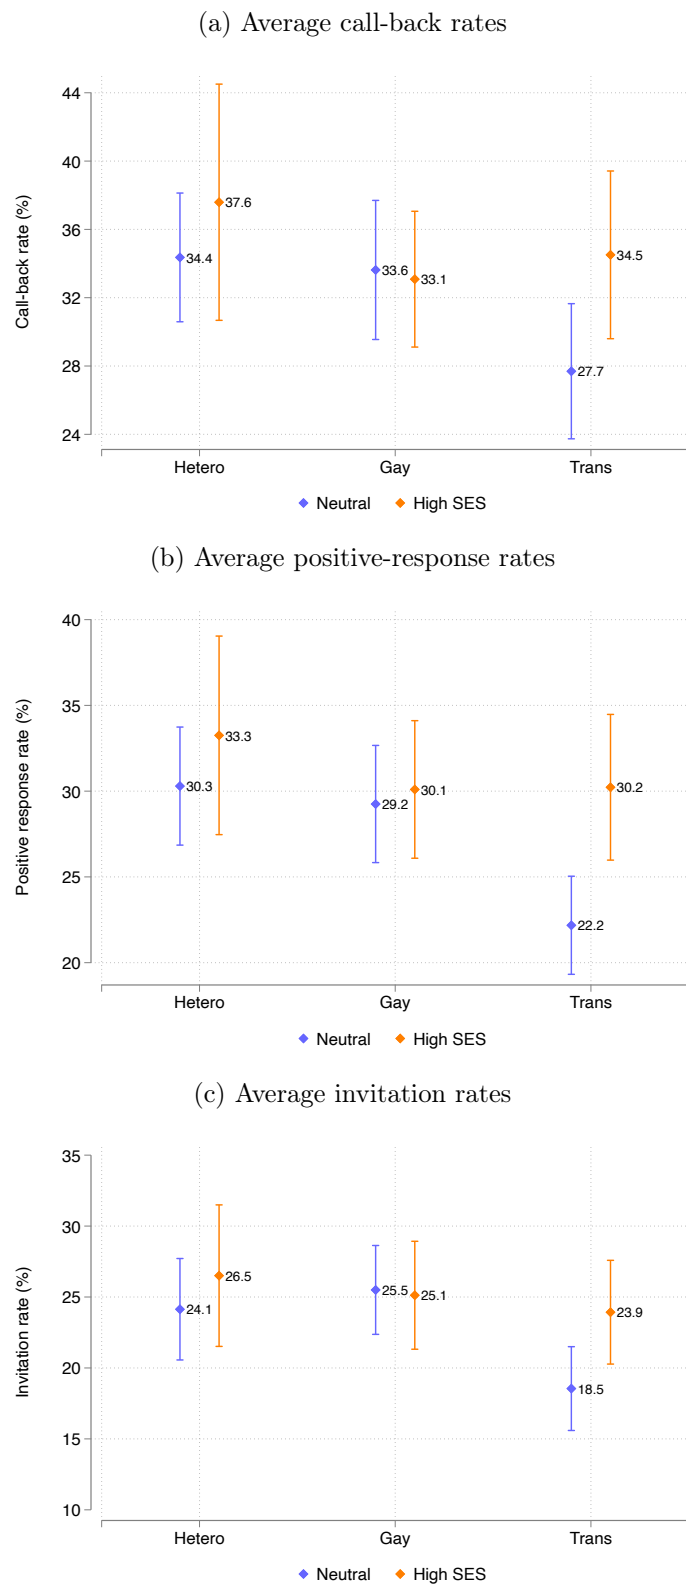 (a) Average call-back rates
Call-back rate (%)
44
40
36
32
28
24
34.4
37.6
33.6
33.1
27.7
34.5
Hetero Gay Trans
Neutral High SES
(b) Average positive-response rates
Positive response rate (%)
40
35
30
25
20
30.3
33.3
29.2
30.1
22.2
30.2
Hetero Gay Trans
Neutral High SES
(c) Average invitation rates
Invitation rate (%)
35
30
25
20
15
10
24.1
26.5
25.5
25.1
18.5
23.9
Hetero Gay Trans
Neutral High SES